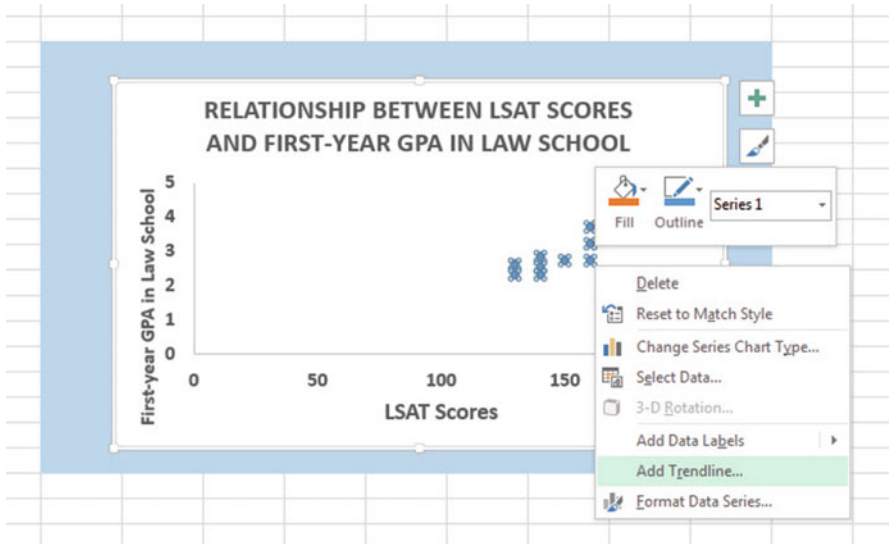 RELATIONSHIP BETWEEN LSAT SCORES
AND FIRST-YEAR GPA IN LAW SCHOOL
First-year GPA in Law School
5
4
3
2
1
0
0 50 100 150
LSAT Scores
Series 1
Fill Outline
Delete
Reset to Match Style
Change Series Chart Type...
Select Data...
3-D Rotation...
Add Data Labels
Add Trendline...
Format Data Series...